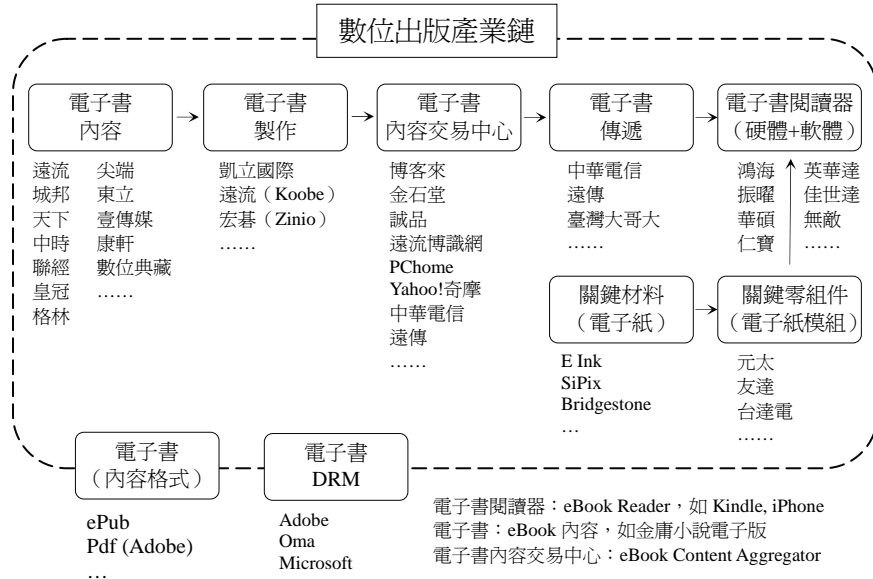 數位出版產業鏈
電子書
內容
遠流
城邦
天下
中時
聯經
皇冠
格林
尖端
東立
壹傳媒
康軒
數位典藏
……
電子書
製作
凱立國際
遠流（Koobe）
宏碁（Zinio）
……
電子書
內容交易中心
博客來
金石堂
誠品
遠流博識網
PChome
Yahoo!奇摩
中華電信
遠傳
……
電子書
傳遞
中華電信
遠傳
臺灣大哥大
……
電子書閱讀器
（硬體+軟體）
鴻海
振曜
華碩
仁寶
英華達
佳世達
無敵
……
關鍵材料
（電子紙）
E Ink
SiPix
Bridgestone
…
關鍵零組件
（電子紙模組）
元太
友達
台達電
……
電子書
（內容格式）
ePub
Pdf (Adobe)
…
電子書
DRM
Adobe
Oma
Microsoft
電子書閱讀器：eBook Reader，如 Kindle, iPhone
電子書：eBook 內容，如金庸小說電子版
電子書內容交易中心：eBook Content Aggregator